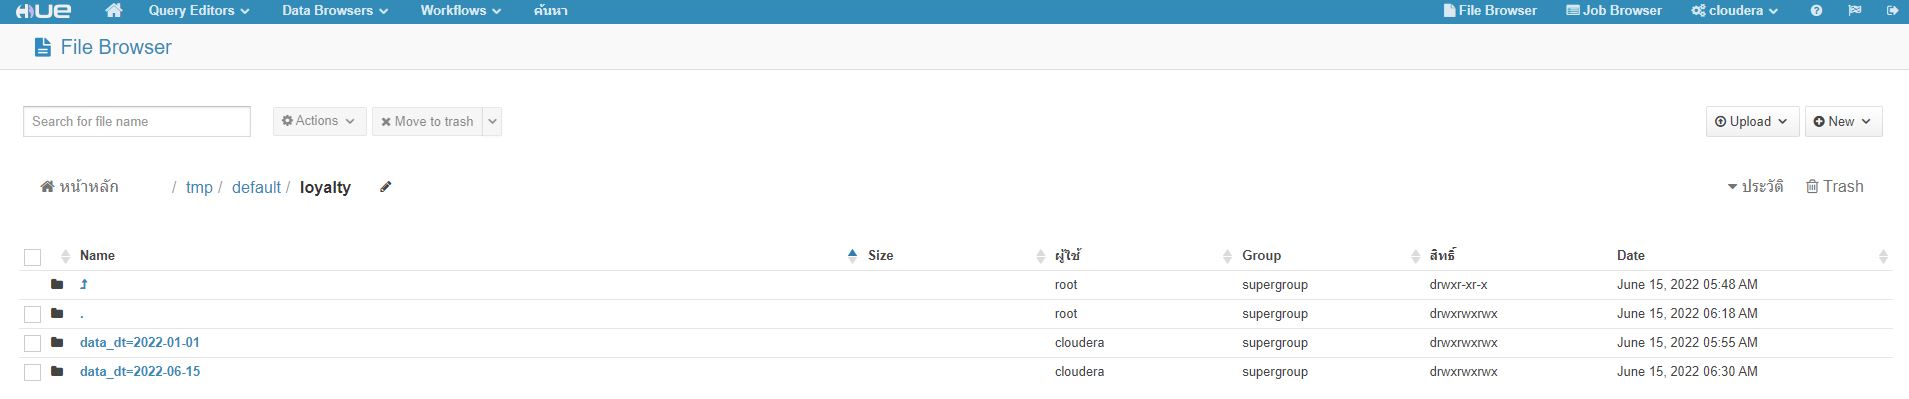 HUE Query Editors Data Browsers Workflows ค้นหา File Browser Job Browser cloudera
File Browser
Search for file name Actions Move to trash Upload New
หน้าหลัก / tmp / default / loyalty ประวัติ Trash
Name Size ผู้ใช้ Group สิทธิ์ Date
root supergroup drwxr-xr-x June 15, 2022 05:48 AM
. root supergroup drwxrwxrwx June 15, 2022 06:18 AM
data_dt=2022-01-01 cloudera supergroup drwxrwxrwx June 15, 2022 05:55 AM
data_dt=2022-06-15 cloudera supergroup drwxrwxrwx June 15, 2022 06:30 AM